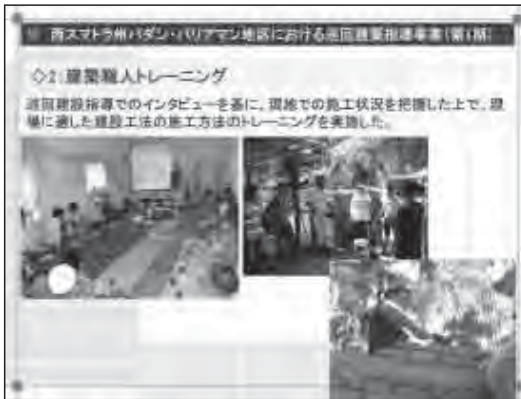 西スマトラ州パダン・パリアマン地区における巡回建築指導事業(第1期)
◇2:建築職人トレーニング
巡回建設指導でのインタビューを基に、現地での施工状況を把握した上で、現
場に適した建設工法の施工方法のトレーニングを実施した。